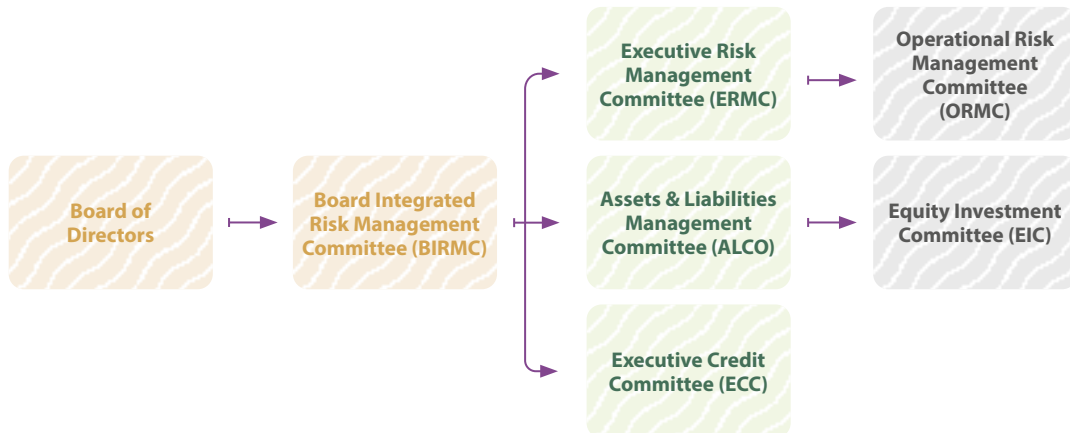 Board of
Directors
Board Integrated
Risk Management
Committee (BIRMC)
Executive Risk
Management
Committee (ERMC)
Operational Risk
Management
Committee
(ORMC)
Assets & Liabilities
Management
Committee (ALCO)
Equity Investment
Committee (EIC)
Executive Credit
Committee (ECC)